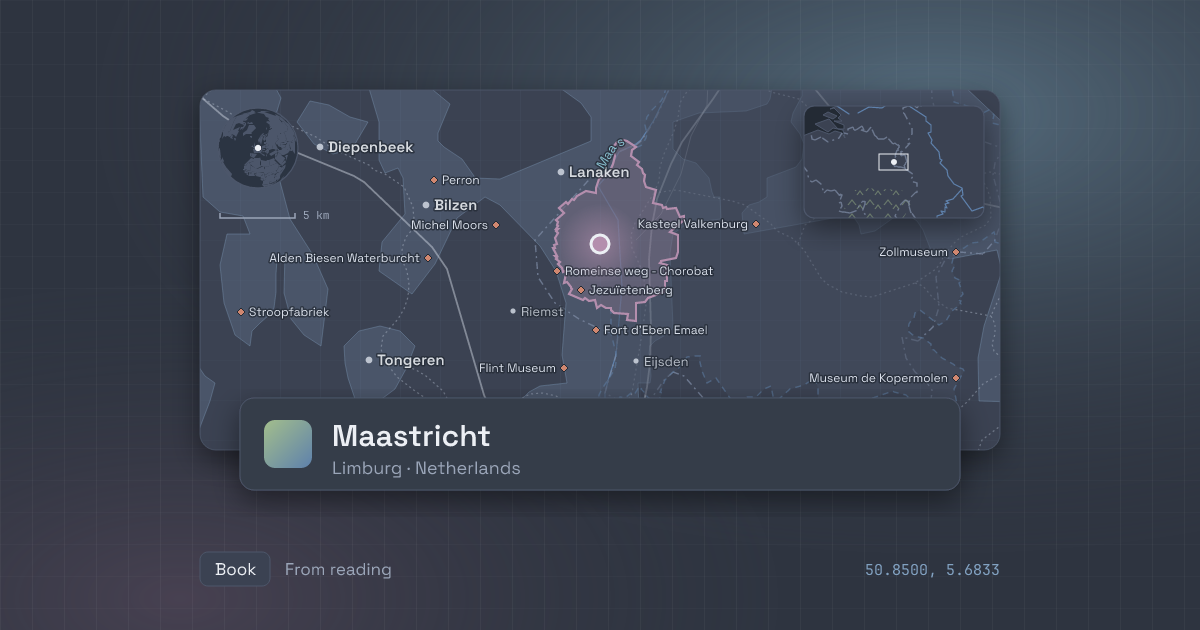 Maas
Diepenbeek
Lanaken
Perron
Bilzen
5 km
Michel Moors
Kasteel Valkenburg
Zollmuseum
Alden Biesen Waterburcht
Romeinse weg - Chorobat
Jezuïetenberg
Stroopfabriek
Riemst
Fort d'Eben Emael
Tongeren
Flint Museum
Eijsden
Museum de Kopermolen
Maastricht
Limburg · Netherlands
Book
From reading
50.8500, 5.6833